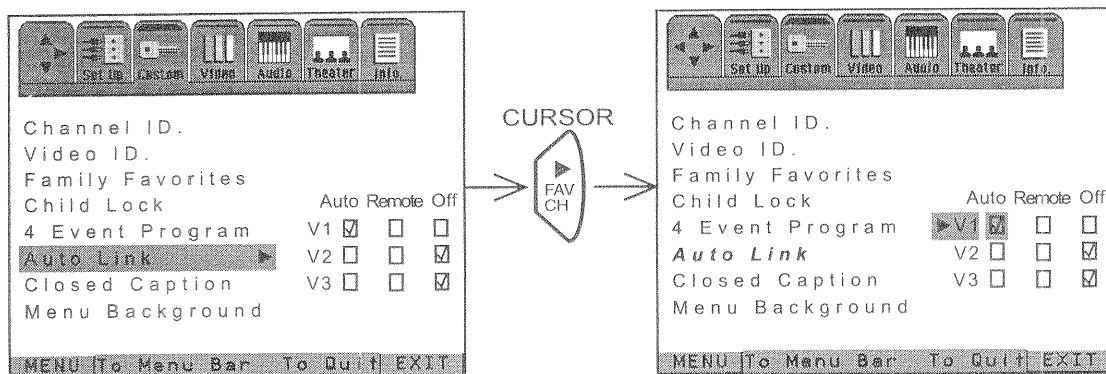 Set Up Custom Video Audio Theater Info.
Channel ID.
Video ID.
Family Favorites
Child Lock
4 Event Program
Auto Link
Closed Caption
Menu Background
Auto Remote Off
V1
V2
V3
MENU To Menu Bar To Quit EXIT
CURSOR
FAV
CH
Set Up Custom Video Audio Theater Info.
Channel ID.
Video ID.
Family Favorites
Child Lock
4 Event Program
Auto Link
Closed Caption
Menu Background
Auto Remote Off
V1
V2
V3
MENU To Menu Bar To Quit EXIT